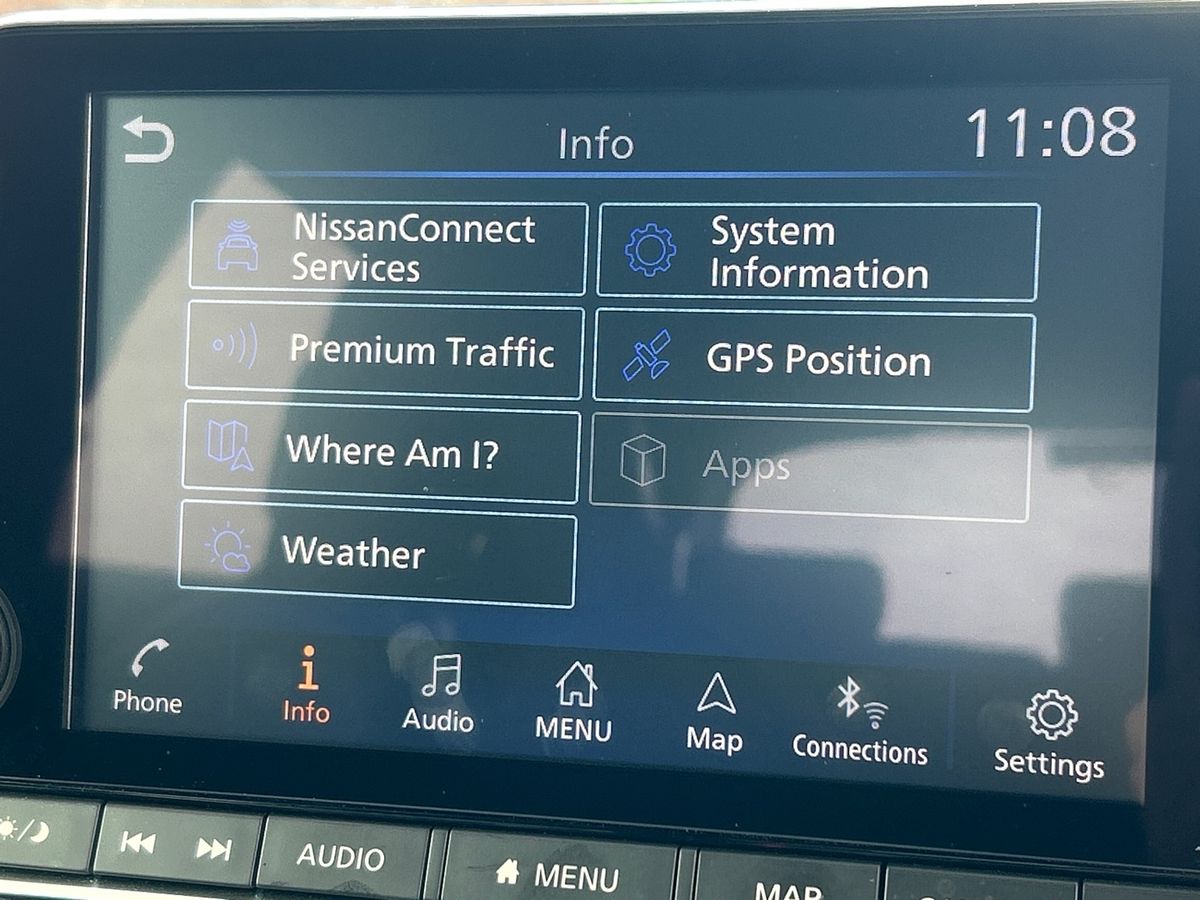 Info
11:08
NissanConnect
Services
System
Information
Premium Traffic
GPS Position
Where Am I?
Apps
Weather
Phone
Info
Audio
MENU
Map
Connections
Settings
AUDIO
MENU
MAP